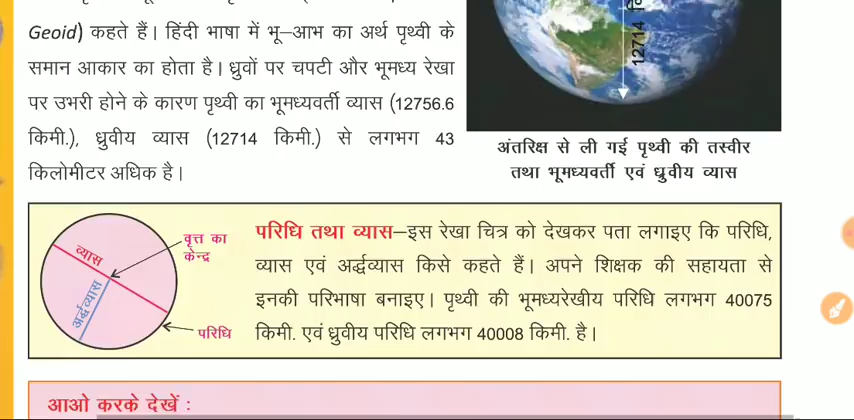 Geoid) कहते हैं। हिंदी भाषा में भू–आभ का अर्थ पृथ्वी के
समान आकार का होता है। ध्रुवों पर चपटी और भूमध्य रेखा
पर उभरी होने के कारण पृथ्वी का भूमध्यवर्ती व्यास (12756.6
किमी.), ध्रुवीय व्यास (12714 किमी.) से लगभग 43
किलोमीटर अधिक है।
12714
अंतरिक्ष से ली गई पृथ्वी की तस्वीर
तथा भूमध्यवर्ती एवं ध्रुवीय व्यास
व्यास
अर्द्धव्यास
वृत्त का
केन्द्र
परिधि
परिधि तथा व्यास–इस रेखा चित्र को देखकर पता लगाइए कि परिधि,
व्यास एवं अर्द्धव्यास किसे कहते हैं। अपने शिक्षक की सहायता से
इनकी परिभाषा बनाइए। पृथ्वी की भूमध्यरेखीय परिधि लगभग 40075
किमी. एवं ध्रुवीय परिधि लगभग 40008 किमी. है।
आओ करके देखें :